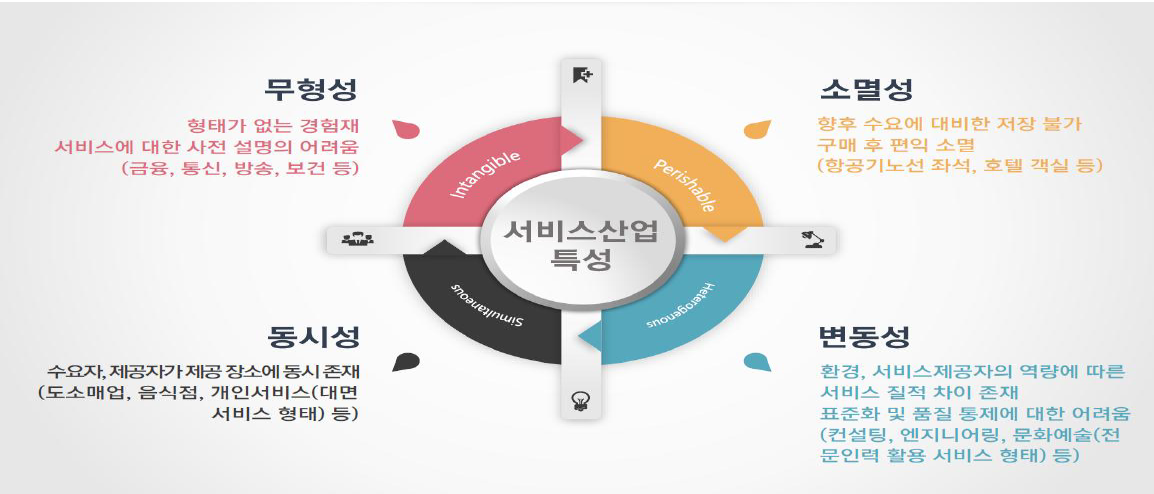 무형성
형태가 없는 경험재
서비스에 대한 사전 설명의 어려움
(금융, 통신, 방송, 보건 등)
소멸성
향후 수요에 대비한 저장 불가
구매 후 편익 소멸
(항공기노선 좌석, 호텔 객실 등)
Intangible
Perishable
서비스산업
특성
Simultaneous
Heterogenous
동시성
수요자, 제공자가 제공 장소에 동시 존재
(도소매업, 음식점, 개인서비스(대면
서비스 형태) 등)
변동성
환경, 서비스제공자의 역량에 따른
서비스 질적 차이 존재
표준화 및 품질 통제에 대한 어려움
(컨설팅, 엔지니어링, 문화예술(전
문인력 활용 서비스 형태) 등)